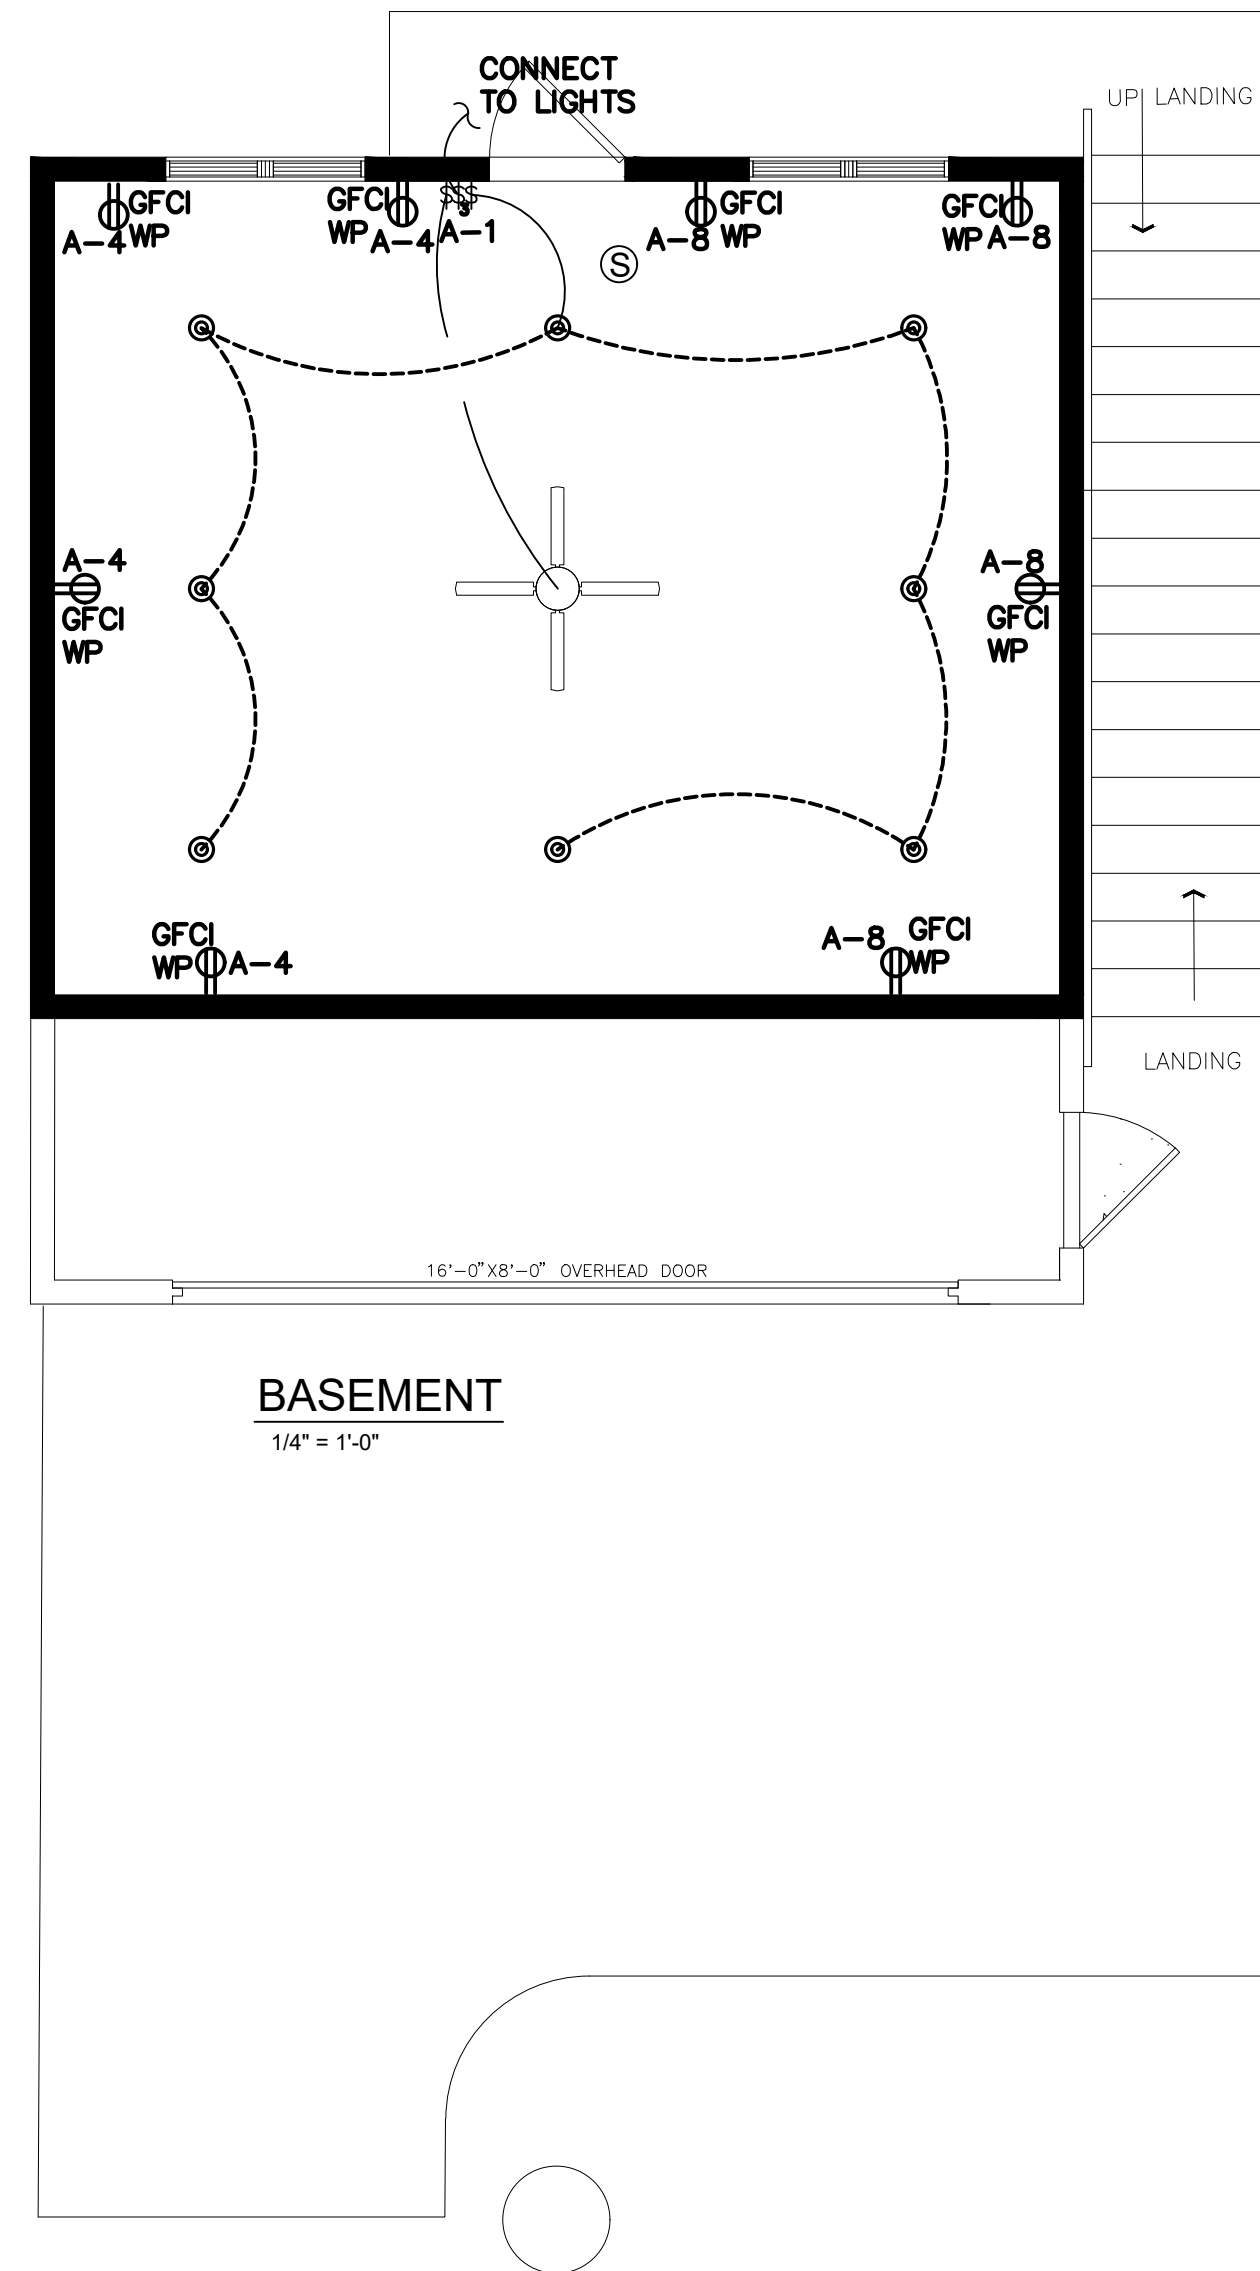 CONNECT
TO LIGHTS
UP LANDING
GFCI
WP
A-4
GFCI
WP
A-4
$$$
3
A-1
GFCI
WP
A-8
GFCI
WP
A-8
S
A-4
GFCI
WP
A-8
GFCI
WP
GFCI
WP
A-4
A-8
GFCI
WP
LANDING
16'-0"X8'-0" OVERHEAD DOOR
BASEMENT
1/4" = 1'-0"